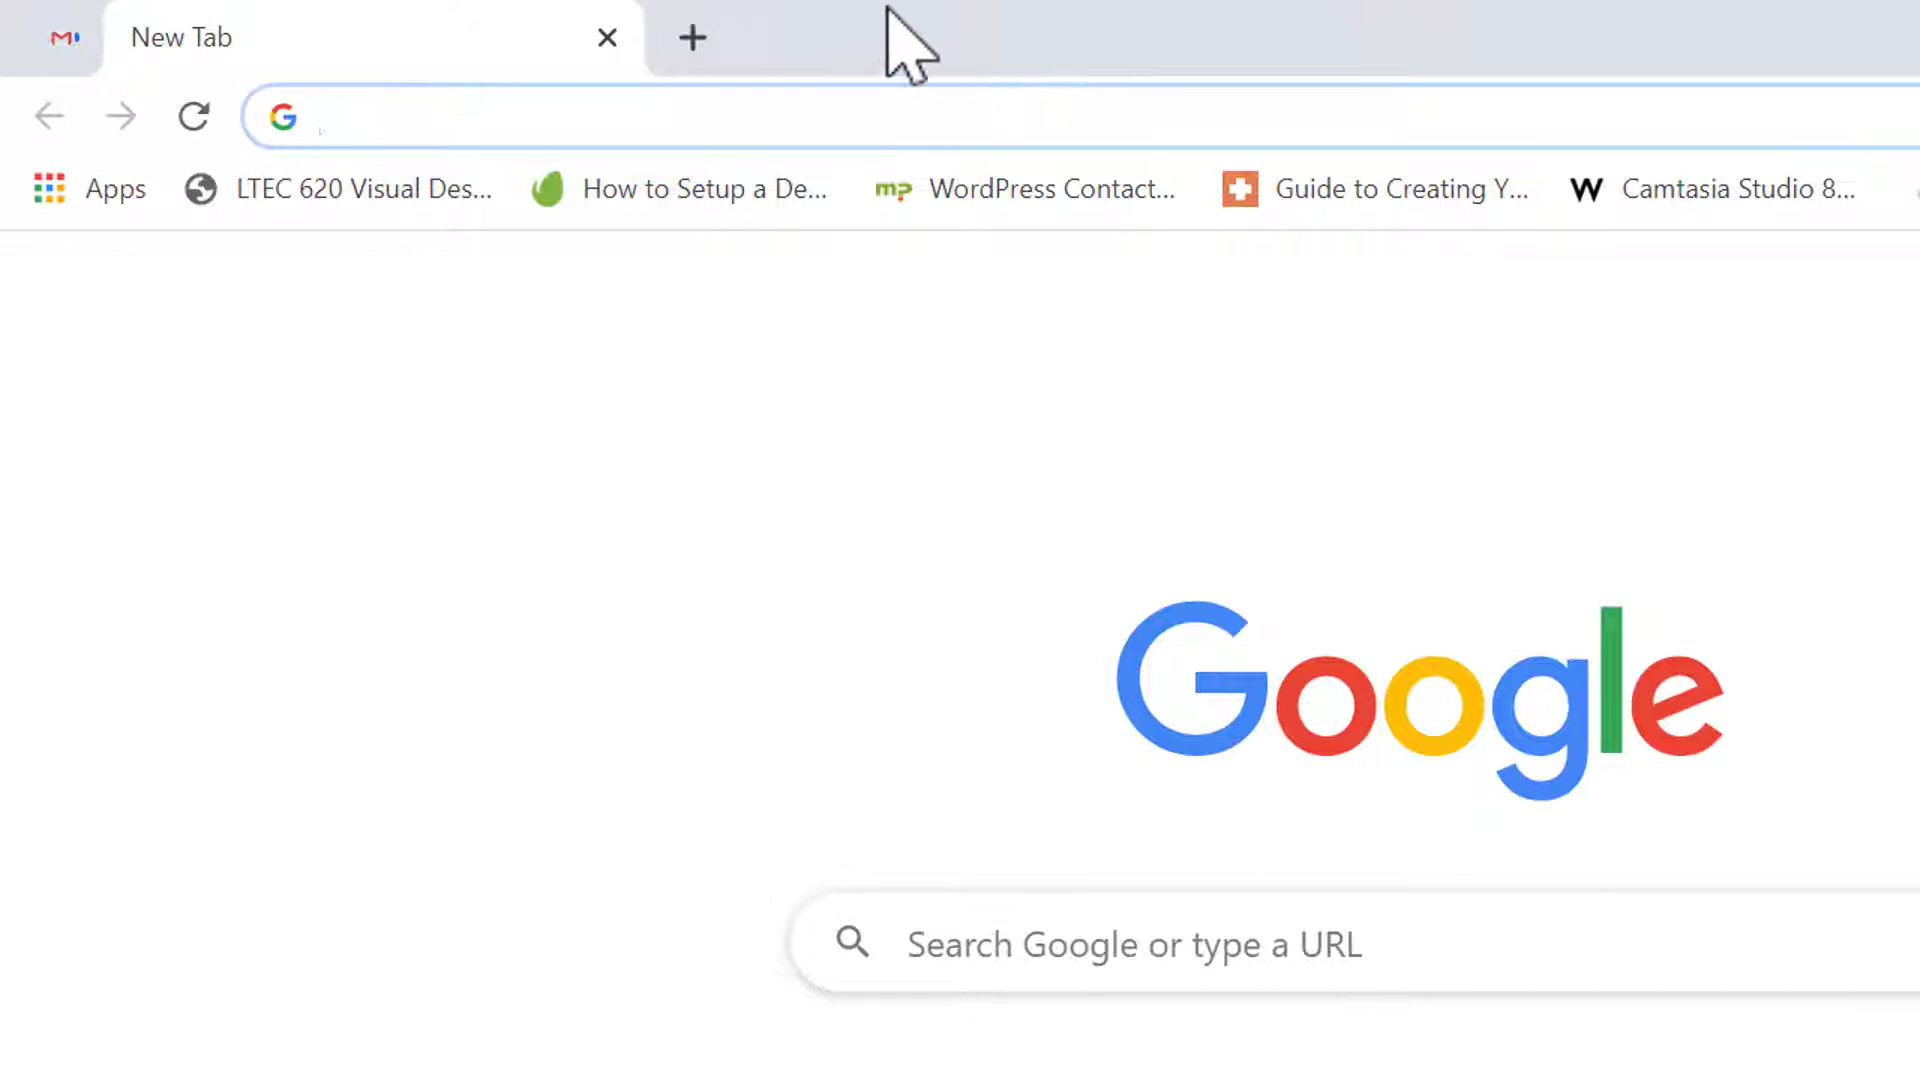 New Tab
Apps
LTEC 620 Visual Des...
How to Setup a De...
mp
WordPress Contact...
Guide to Creating Y...
W
Camtasia Studio 8...
Google
Search Google or type a URL